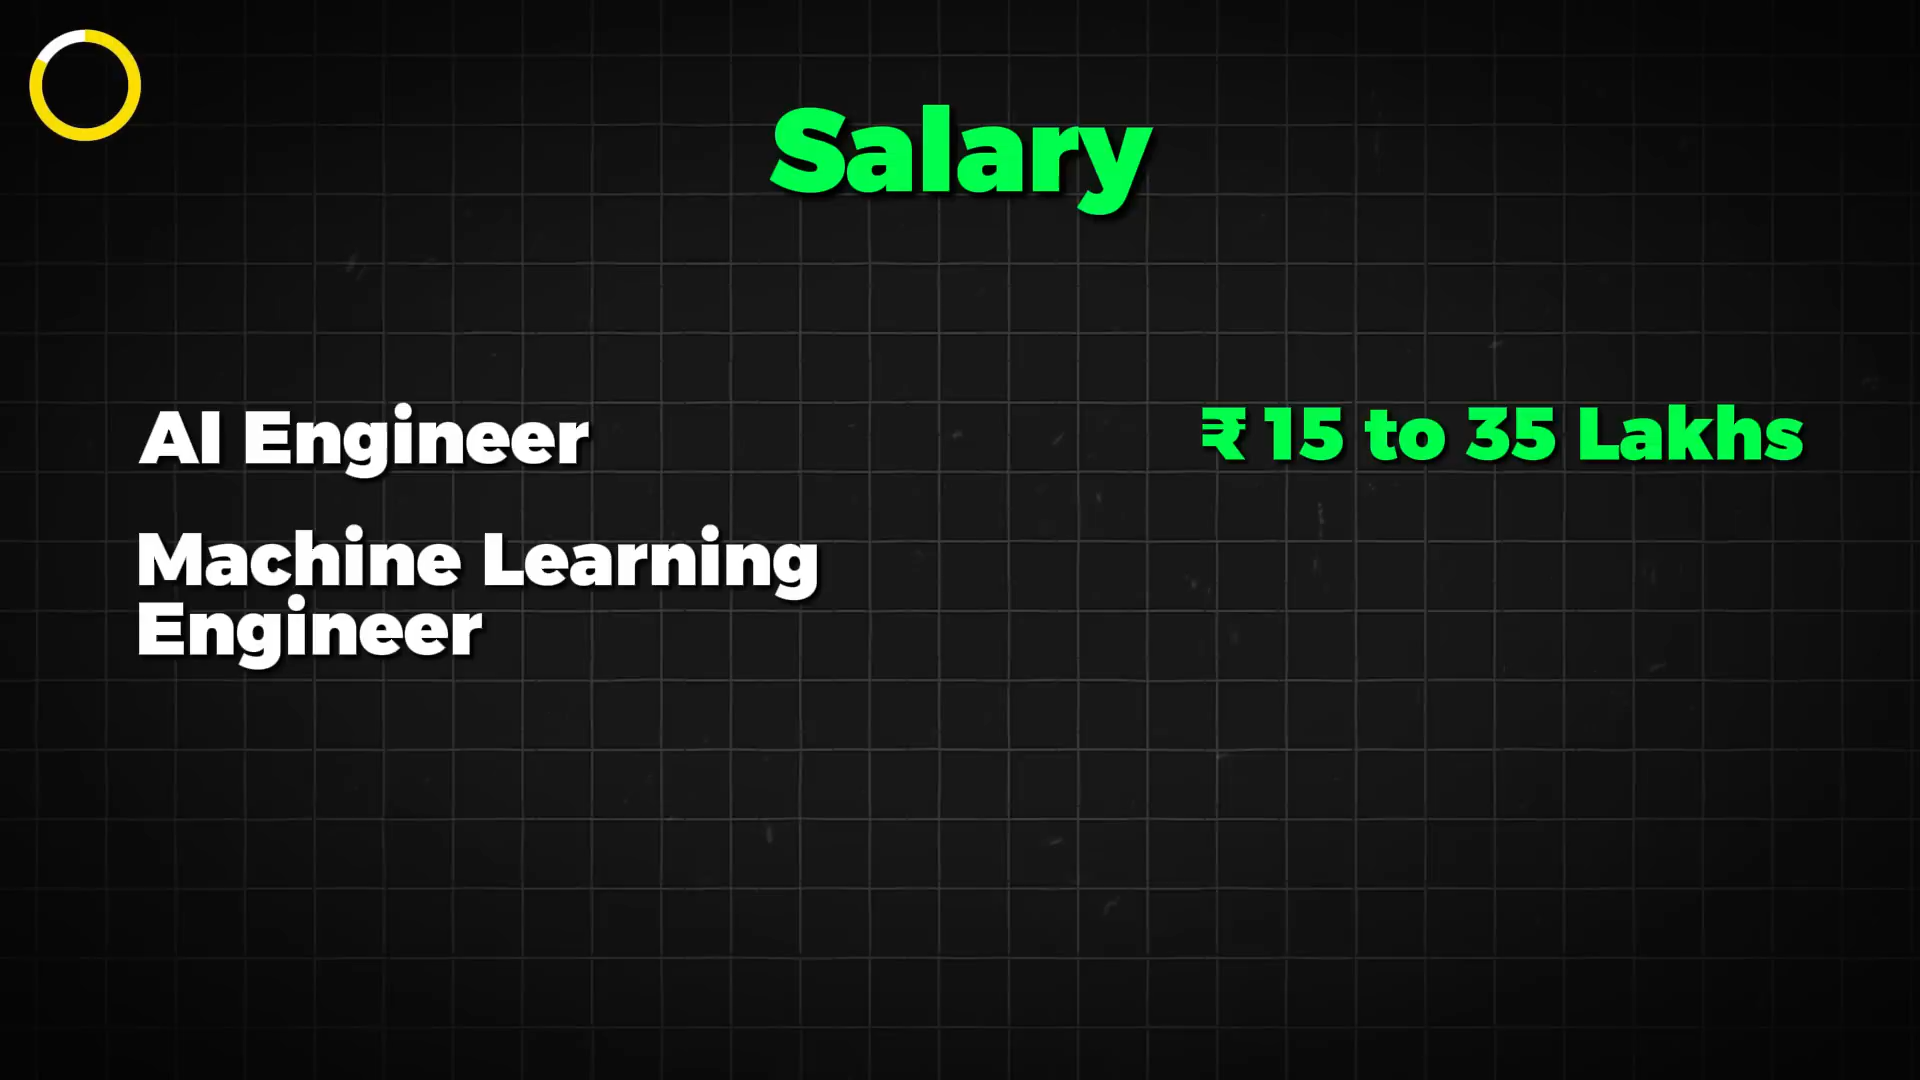 Salary
AI Engineer
₹ 15 to 35 Lakhs
Machine Learning
Engineer